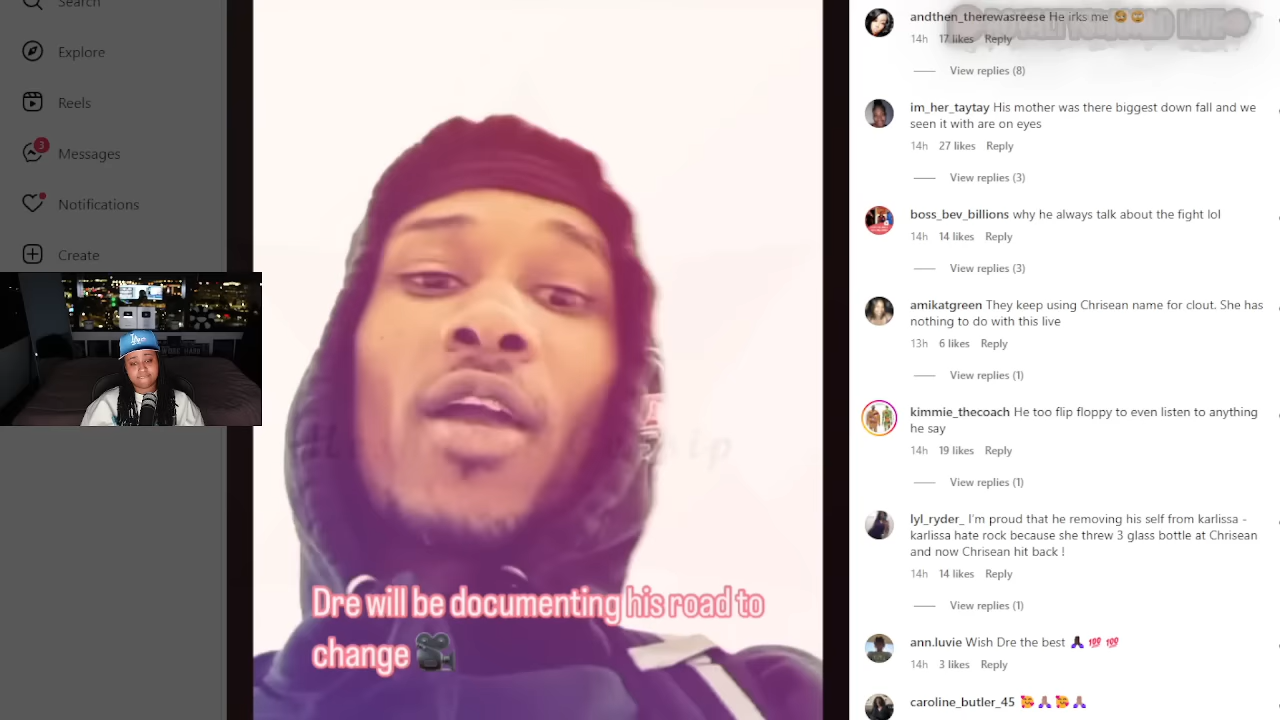 Search
Explore
Reels
3
Messages
Notifications
Create
LA
Dre will be documenting his road to
change
andthen_therewasreese He irks me
14h 17 likes Reply
View replies (8)
im_her_taytay His mother was there biggest down fall and we
seen it with are on eyes
14h 27 likes Reply
View replies (3)
boss_bev_billions why he always talk about the fight lol
14h 14 likes Reply
View replies (3)
amikatgreen They keep using Chrisean name for clout. She has
nothing to do with this live
13h 6 likes Reply
View replies (1)
kimmie_thecoach He too flip floppy to even listen to anything
he say
14h 19 likes Reply
View replies (1)
lyl_ryder_ I'm proud that he removing his self from karlissa -
karlissa hate rock because she threw 3 glass bottle at Chrisean
and now Chrisean hit back !
14h 14 likes Reply
View replies (1)
ann.luvie Wish Dre the best 🙏🏿 💯 💯
14h 3 likes Reply
caroline_butler_45 🥰🙏🏽🥰🙏🏽